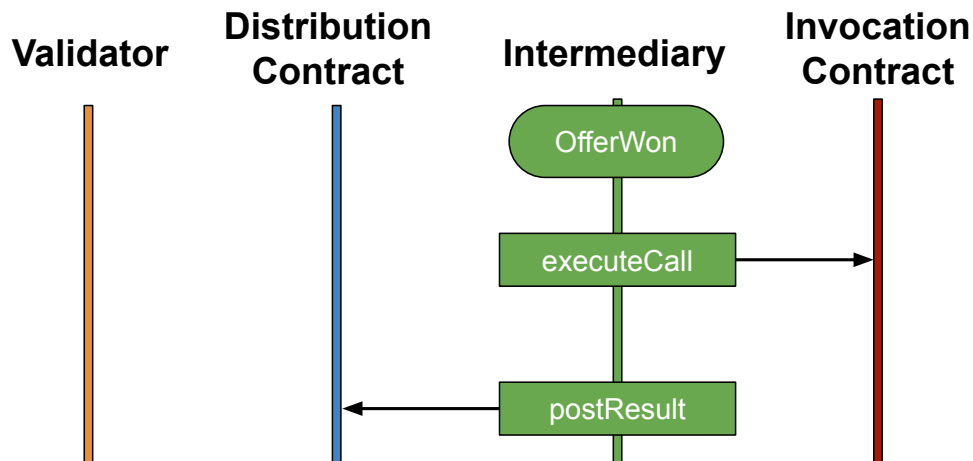 Validator
Distribution
Contract
Intermediary
Invocation
Contract
OfferWon
executeCall
postResult